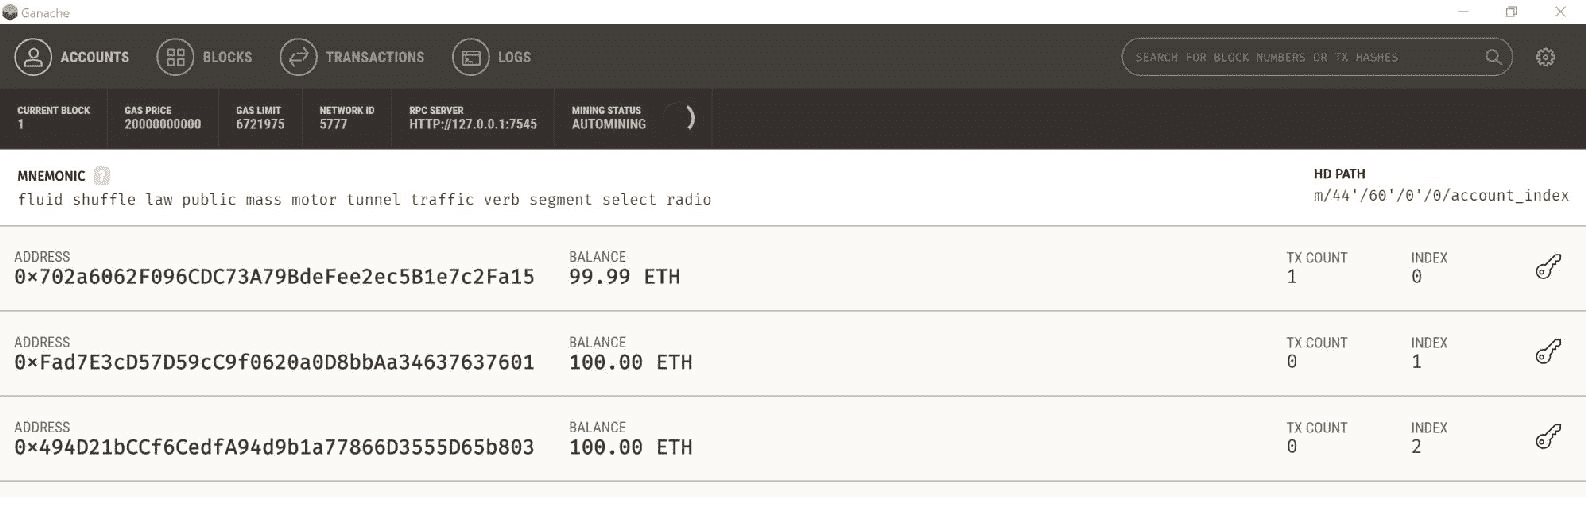 Ganache
ACCOUNTS BLOCKS TRANSACTIONS LOGS SEARCH FOR BLOCK NUMBERS OR TX HASHES
CURRENT BLOCK GAS PRICE GAS LIMIT NETWORK ID RPC SERVER MINING STATUS
1 20000000000 6721975 5777 HTTP://127.0.0.1:7545 AUTOMINING
MNEMONIC ? HD PATH
fluid shuffle law public mass motor tunnel traffic verb segment select radio m/44'/60'/0'/0/account_index
ADDRESS BALANCE TX COUNT INDEX
0×702a6062F096CDC73A79BdeFee2ec5B1e7c2Fa15 99.99 ETH 1 0
ADDRESS BALANCE TX COUNT INDEX
0×Fad7E3cD57D59cC9f0620a0D8bbAa34637637601 100.00 ETH 0 1
ADDRESS BALANCE TX COUNT INDEX
0×494D21bCCf6CedfA94d9b1a77866D3555D65b803 100.00 ETH 0 2